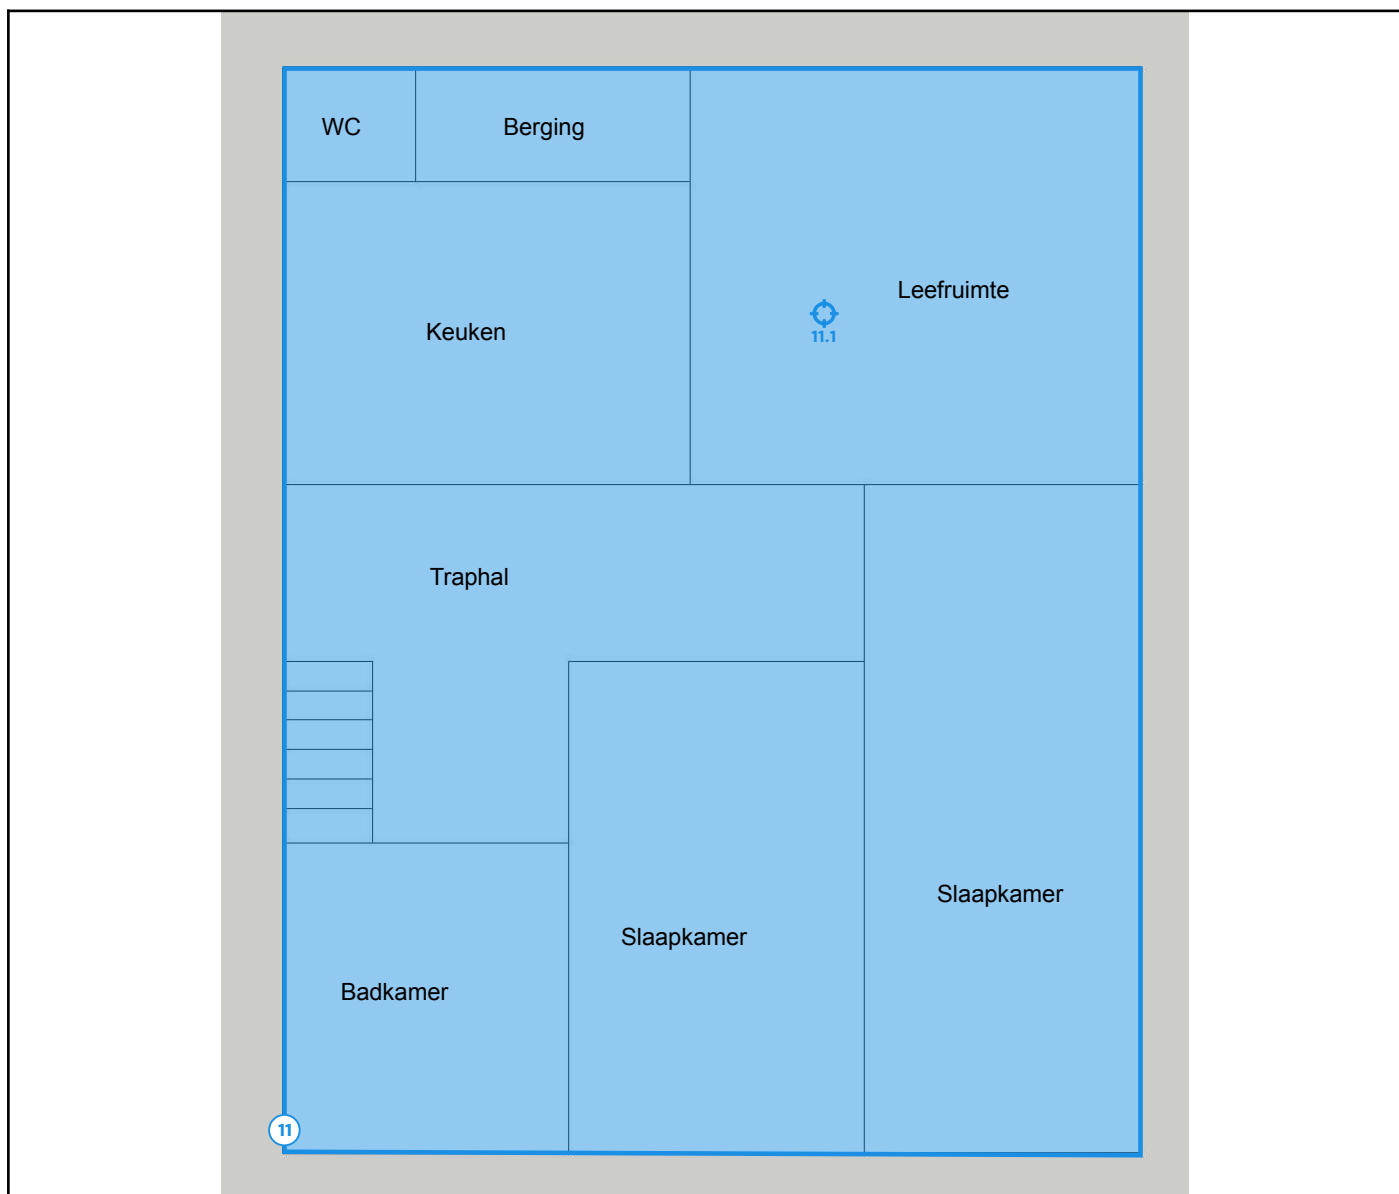 WC
Berging
Leefruimte
11.1
Keuken
Traphal
Slaapkamer
Slaapkamer
Badkamer
11